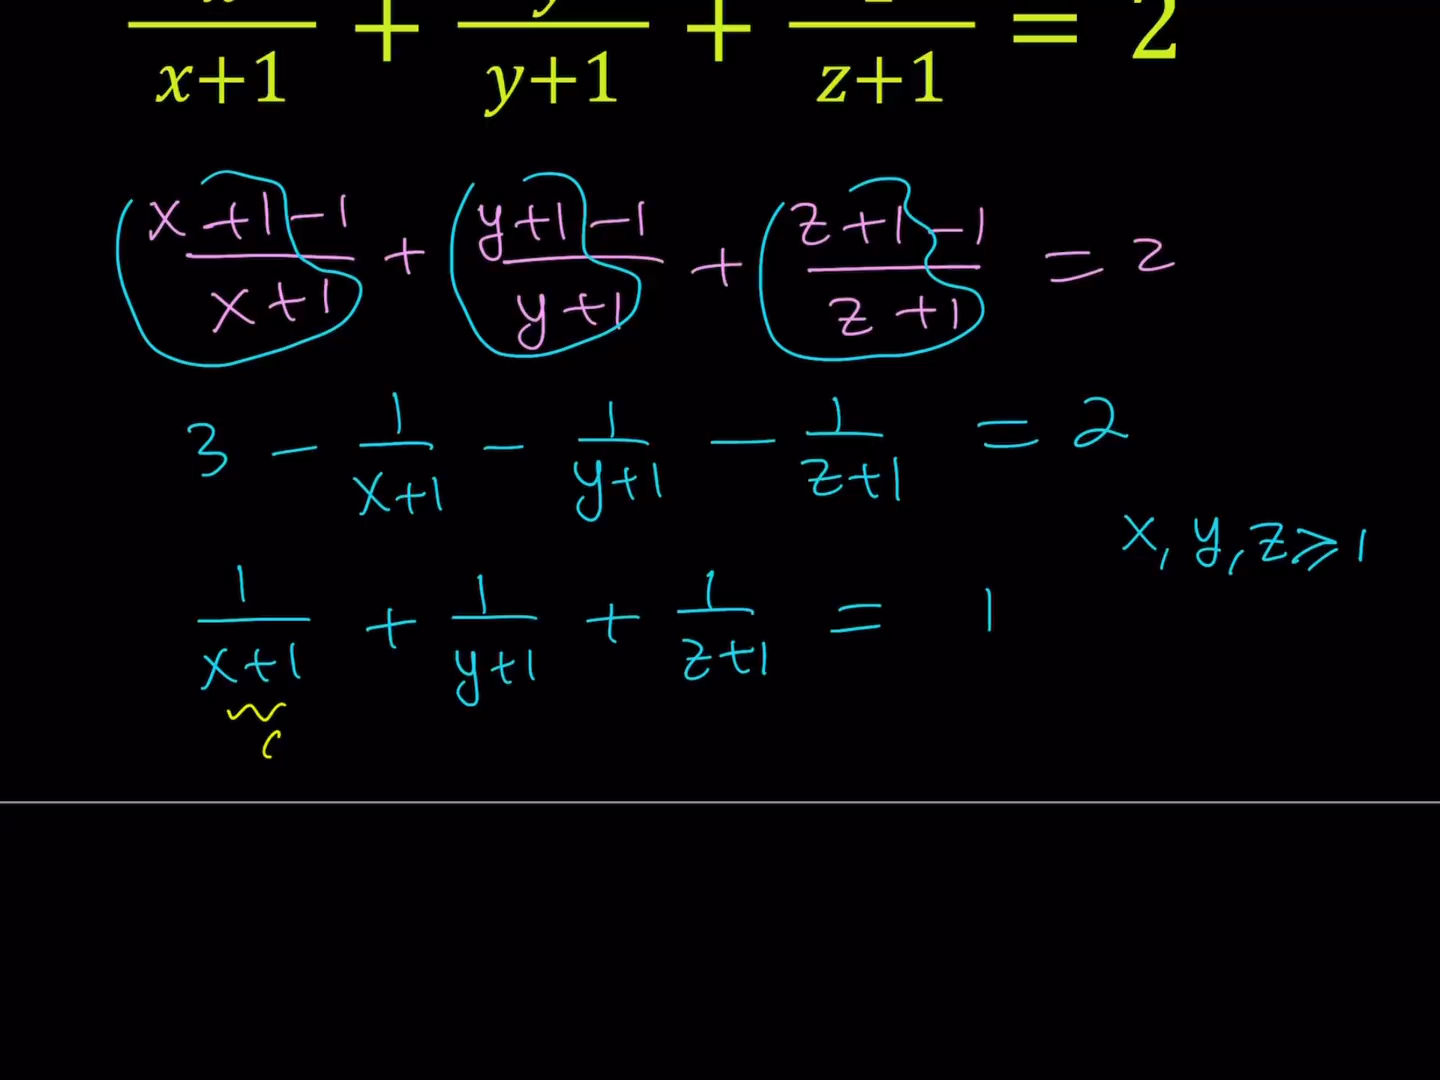 x/(x+1) + y/(y+1) + /(z+1) = 2
(x+1-1)/(x+1) + (y+1-1)/(y+1) + (z+1-1)/(z+1) = 2
3 - 1/(x+1) - 1/(y+1) - 1/(z+1) = 2
x, y, z ⩾ 1
1/(x+1) + 1/(y+1) + 1/(z+1) = 1